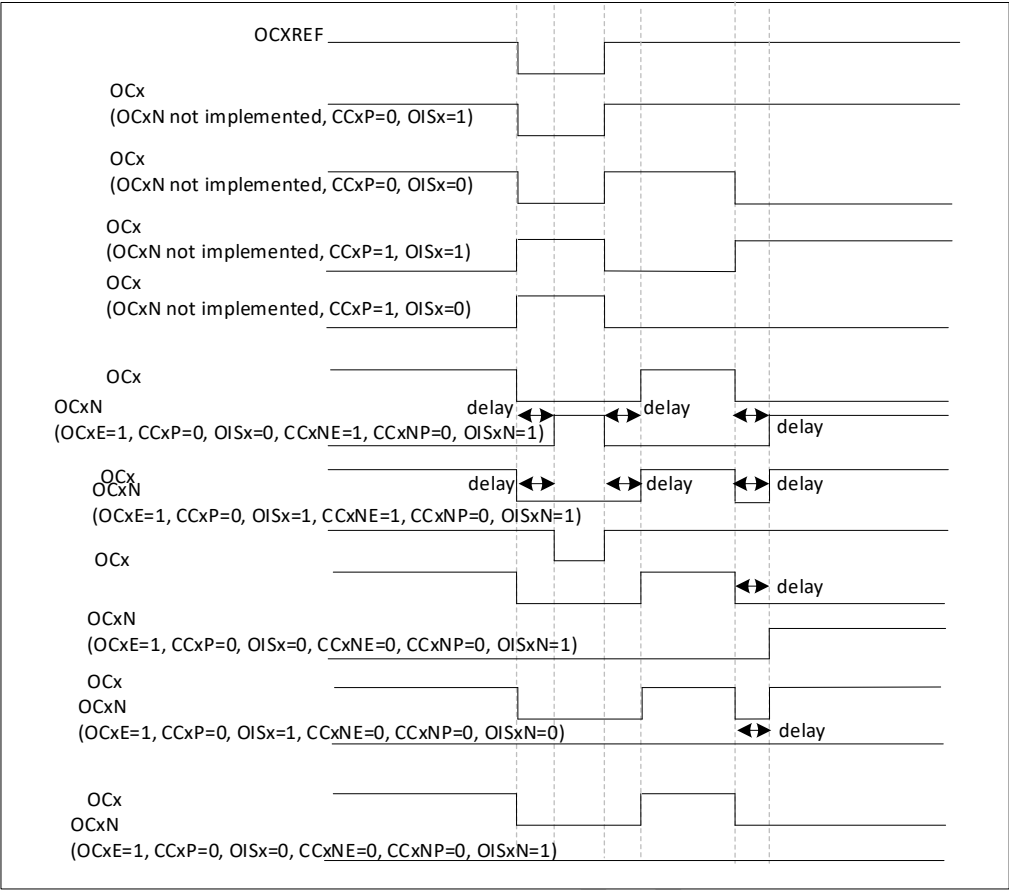 OCXREF
OCx
(OCxN not implemented, CCxP=0, OISx=1)
OCx
(OCxN not implemented, CCxP=0, OISx=0)
OCx
(OCxN not implemented, CCxP=1, OISx=1)
OCx
(OCxN not implemented, CCxP=1, OISx=0)
OCx
OCxN
delay
delay
(OCxE=1, CCxP=0, OISx=0, CCxNE=1, CCxNP=0, OISxN=1)
delay
OCx
delay
delay
delay
OCxN
(OCxE=1, CCxP=0, OISx=1, CCxNE=1, CCxNP=0, OISxN=1)
OCx
delay
OCxN
(OCxE=1, CCxP=0, OISx=0, CCxNE=0, CCxNP=0, OISxN=1)
OCx
OCxN
(OCxE=1, CCxP=0, OISx=1, CCxNE=0, CCxNP=0, OISxN=0)
delay
OCx
OCxN
(OCxE=1, CCxP=0, OISx=0, CCxNE=0, CCxNP=0, OISxN=1)